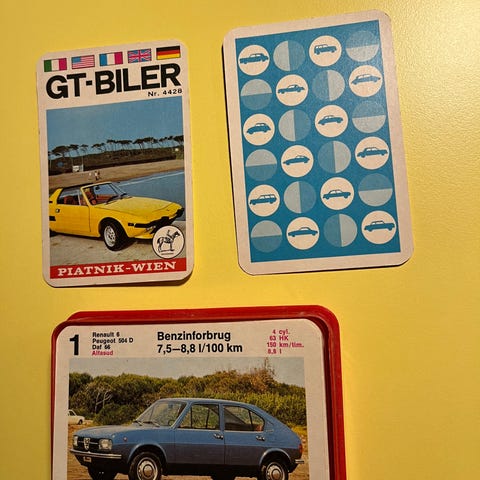 GT-BILER
Nr. 4428
PIATNIK-WIEN
1
Renault 6
Peugeot 504 D
Daf 66
Alfasud
Benzinforbrug
7,5—8,8 l/100 km
4 cyl.
63 HK
150 km/tim.
8,8 l